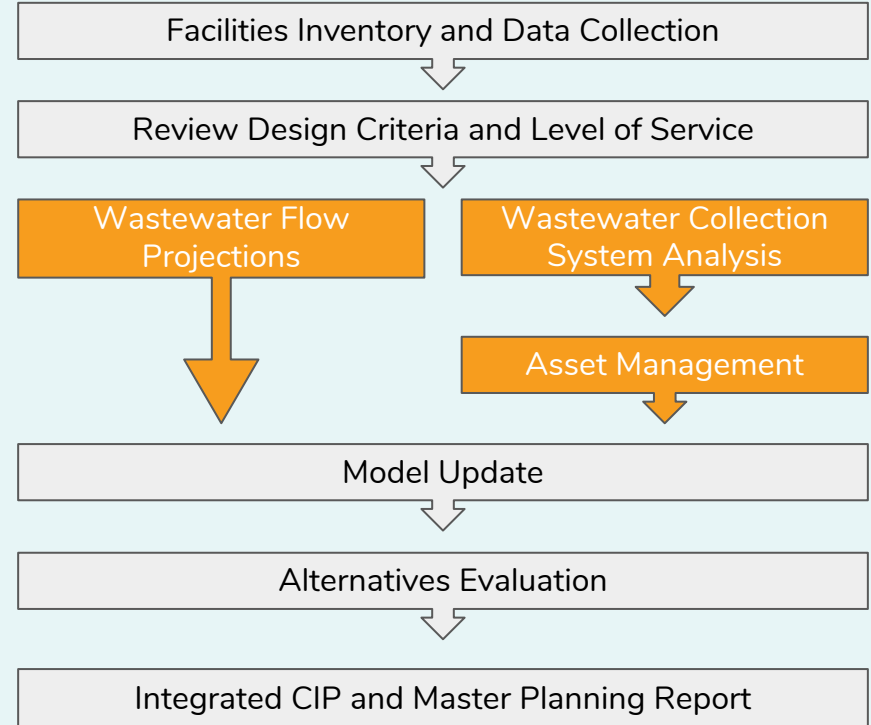 Facilities Inventory and Data Collection
Review Design Criteria and Level of Service
Wastewater Flow
Projections
Wastewater Collection
System Analysis
Asset Management
Model Update
Alternatives Evaluation
Integrated CIP and Master Planning Report